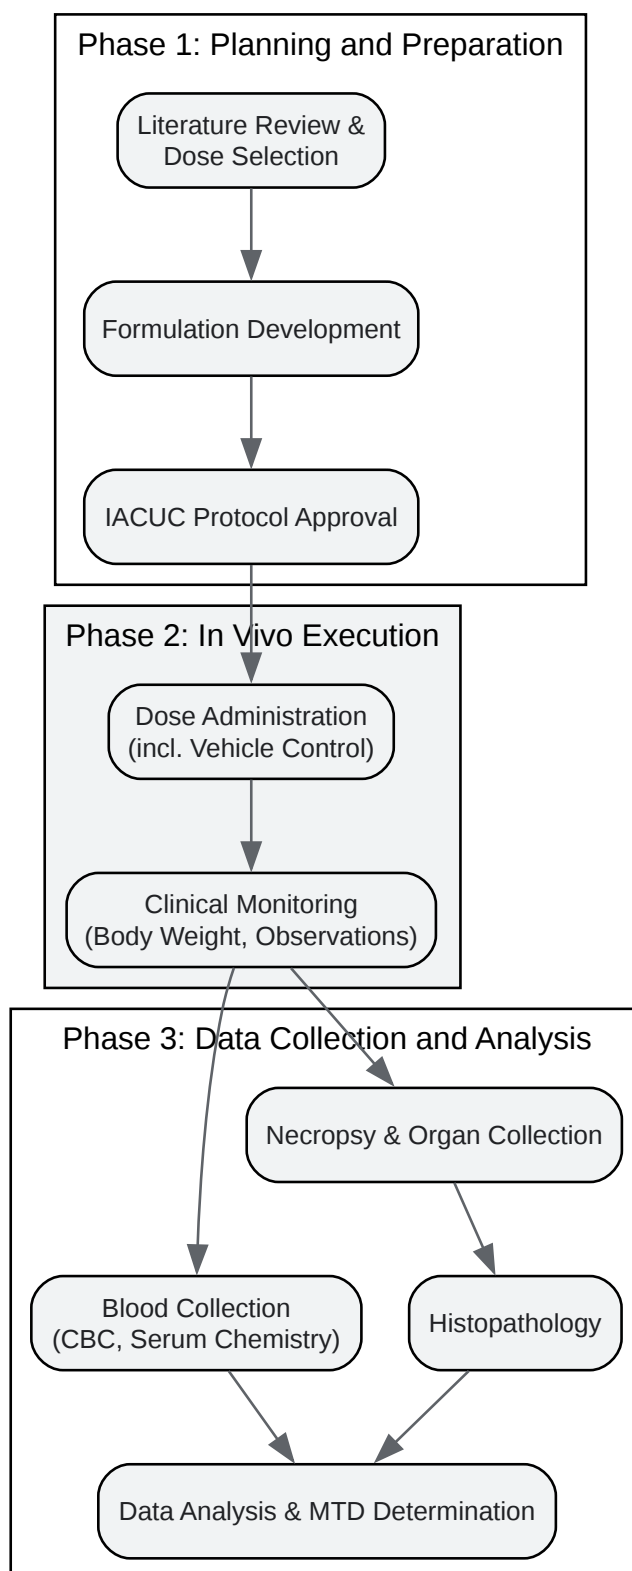 Phase 1: Planning and Preparation
Literature Review &
Dose Selection
Formulation Development
IACUC Protocol Approval
Phase 2: In Vivo Execution
Dose Administration
(incl. Vehicle Control)
Clinical Monitoring
(Body Weight, Observations)
Phase 3: Data Collection and Analysis
Necropsy & Organ Collection
Blood Collection
(CBC, Serum Chemistry)
Histopathology
Data Analysis & MTD Determination